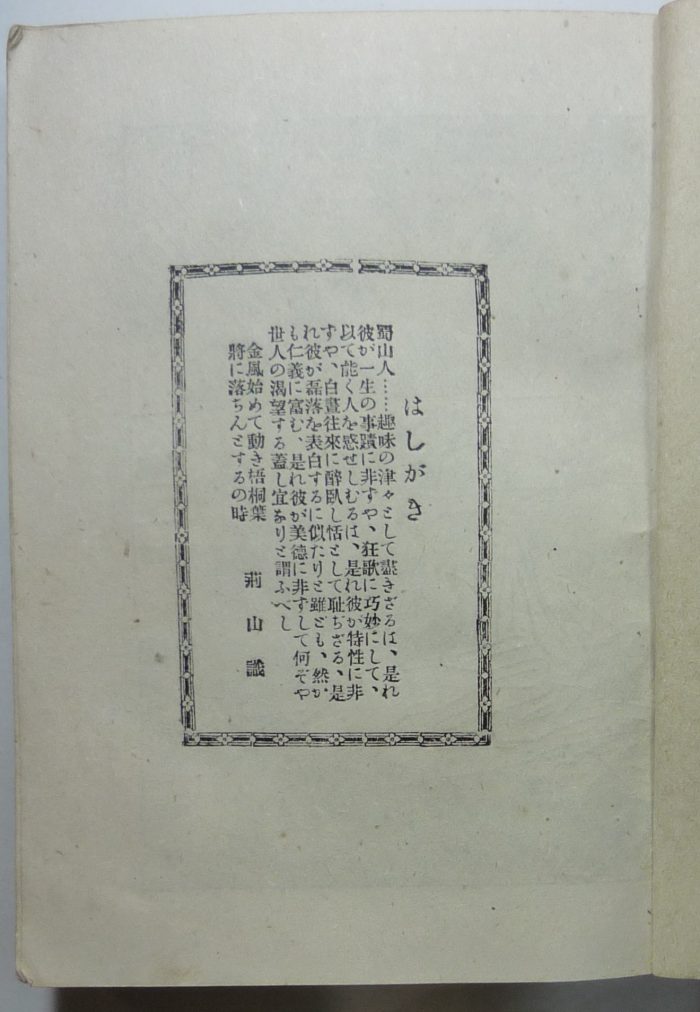 はしがき
蜀山人……趣味の津々として盡きざるは、是れ
彼が一生の事蹟に非ずや、狂歌に巧妙にして、
以て能く人を惑せしむるは、是れ彼が特性に非
ずや、白晝往來に醉臥し恬として耻ぢざる、是
れ彼が磊落を表白するに似たりと雖ども、然か
も仁義に富む、是れ彼が美德に非ずして何ぞや
世人の渴望する蓋し宜なりと謂ふべし
金風始めて動き梧桐葉
將に落ちんとするの時
莊山識